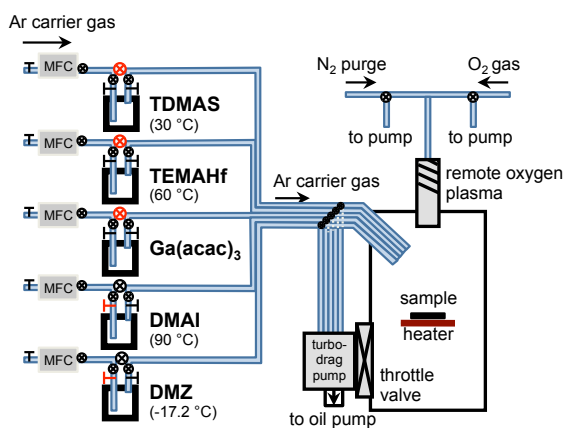 Ar carrier gas
MFC
TDMAS
(30 °C)
MFC
TEMAHf
(60 °C)
MFC
Ga(acac)3
MFC
DMAI
(90 °C)
MFC
DMZ
(-17.2 °C)
Ar carrier gas
N2 purge
O2 gas
to pump
to pump
remote oxygen
plasma
sample
heater
turbo-
drag
pump
throttle
valve
to oil pump